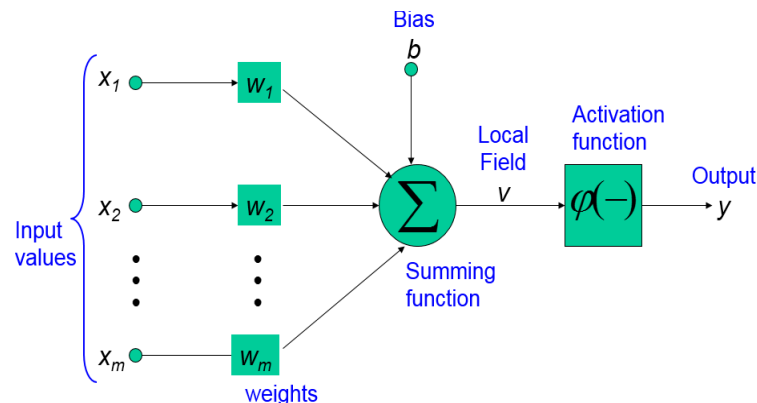 Bias
b
x1
w1
Local
Field
v
Activation
function
φ(−)
Output
y
x2
w2
Σ
Input
values
Summing
function
xm
wm
weights